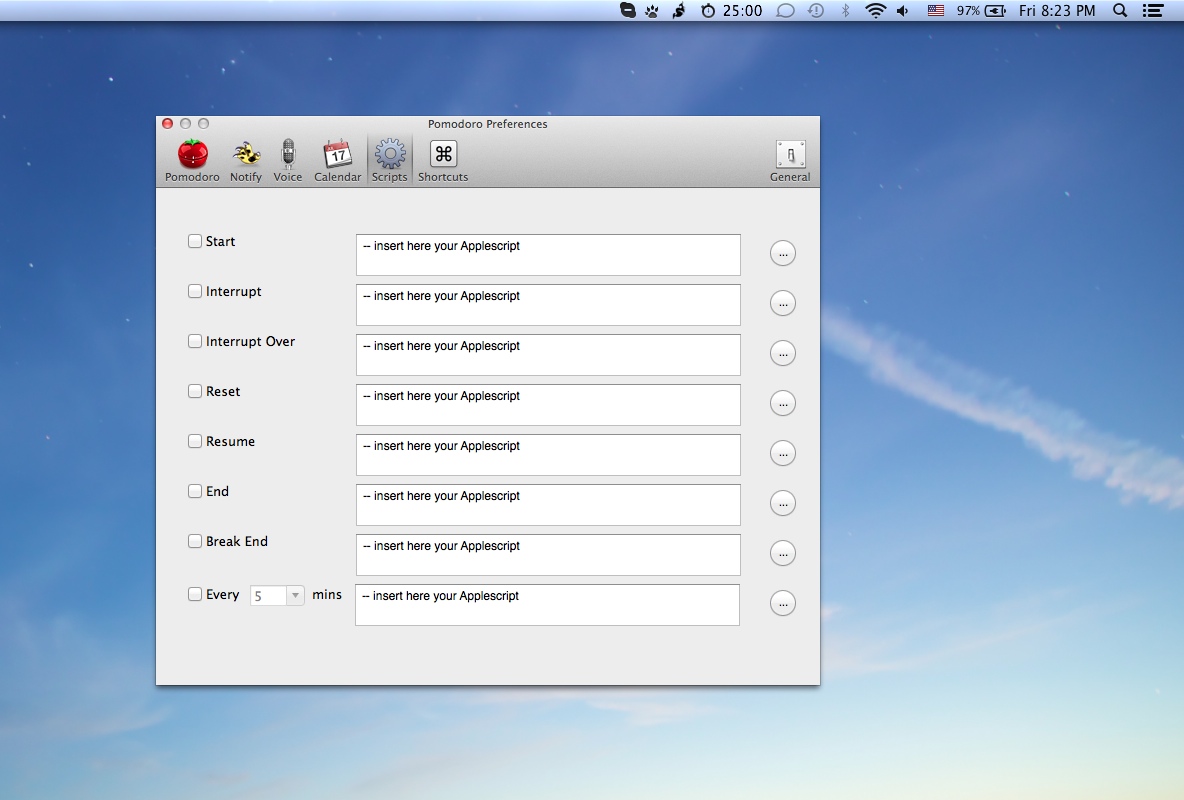 25:00 97% Fri 8:23 PM
Pomodoro Preferences
17
Pomodoro Notify Voice Calendar Scripts Shortcuts General
Start -- insert here your Applescript ...
Interrupt -- insert here your Applescript ...
Interrupt Over -- insert here your Applescript ...
Reset -- insert here your Applescript ...
Resume -- insert here your Applescript ...
End -- insert here your Applescript ...
Break End -- insert here your Applescript ...
Every 5 mins -- insert here your Applescript ...